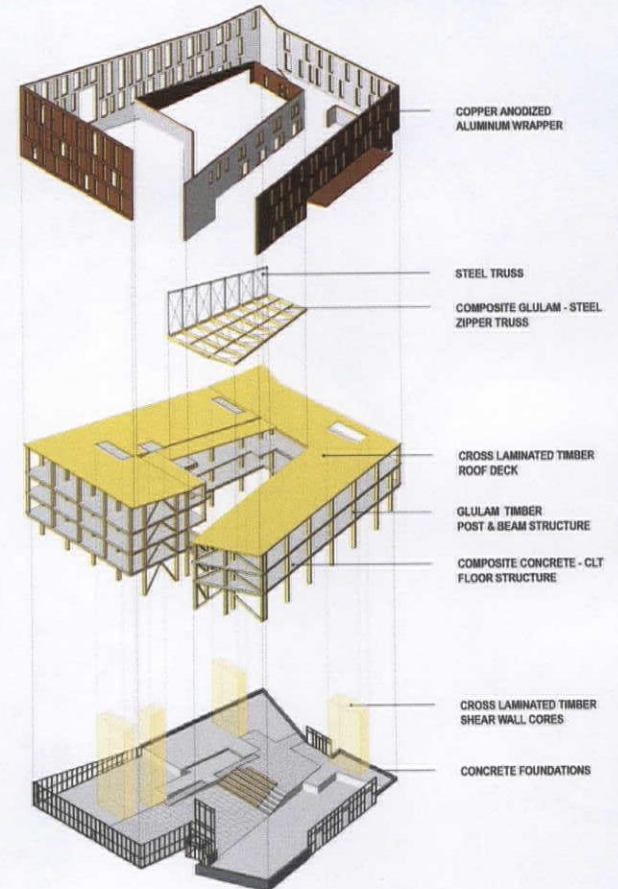 COPPER ANODIZED
ALUMINUM WRAPPER
STEEL TRUSS
COMPOSITE GLULAM - STEEL
ZIPPER TRUSS
CROSS LAMINATED TIMBER
ROOF DECK
GLULAM TIMBER
POST & BEAM STRUCTURE
COMPOSITE CONCRETE - CLT
FLOOR STRUCTURE
CROSS LAMINATED TIMBER
SHEAR WALL CORES
CONCRETE FOUNDATIONS